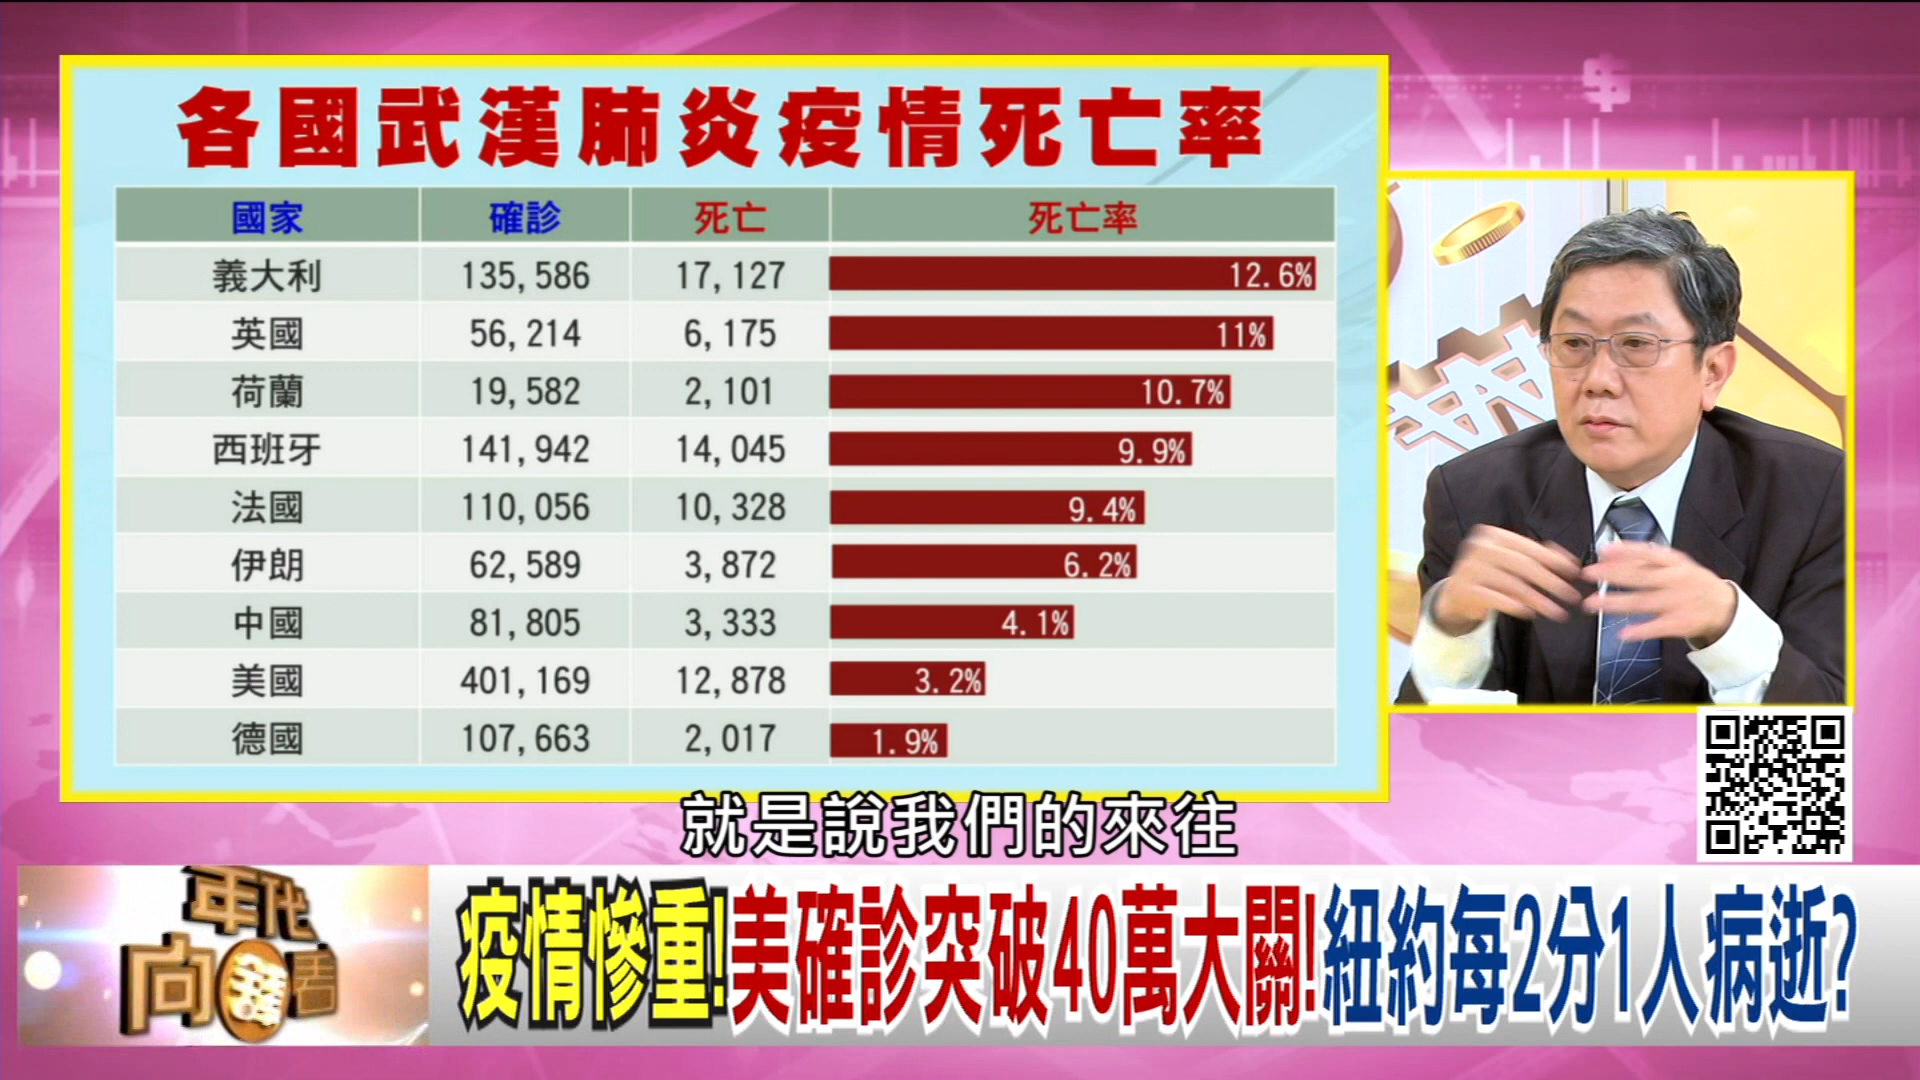 各國武漢肺炎疫情死亡率
國家 確診 死亡 死亡率
義大利 135,586 17,127 12.6%
英國 56,214 6,175 11%
荷蘭 19,582 2,101 10.7%
西班牙 141,942 14,045 9.9%
法國 110,056 10,328 9.4%
伊朗 62,589 3,872 6.2%
中國 81,805 3,333 4.1%
美國 401,169 12,878 3.2%
德國 107,663 2,017 1.9%
就是說我們的來往
年代
向錢看
疫情慘重!美確診突破40萬大關!紐約每2分1人病逝?